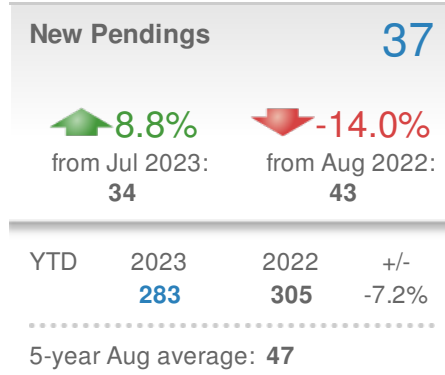 New Pendings 37
8.8% -14.0%
from Jul 2023: from Aug 2022:
34 43
YTD 2023 2022 +/-
283 305 -7.2%
5-year Aug average: 47